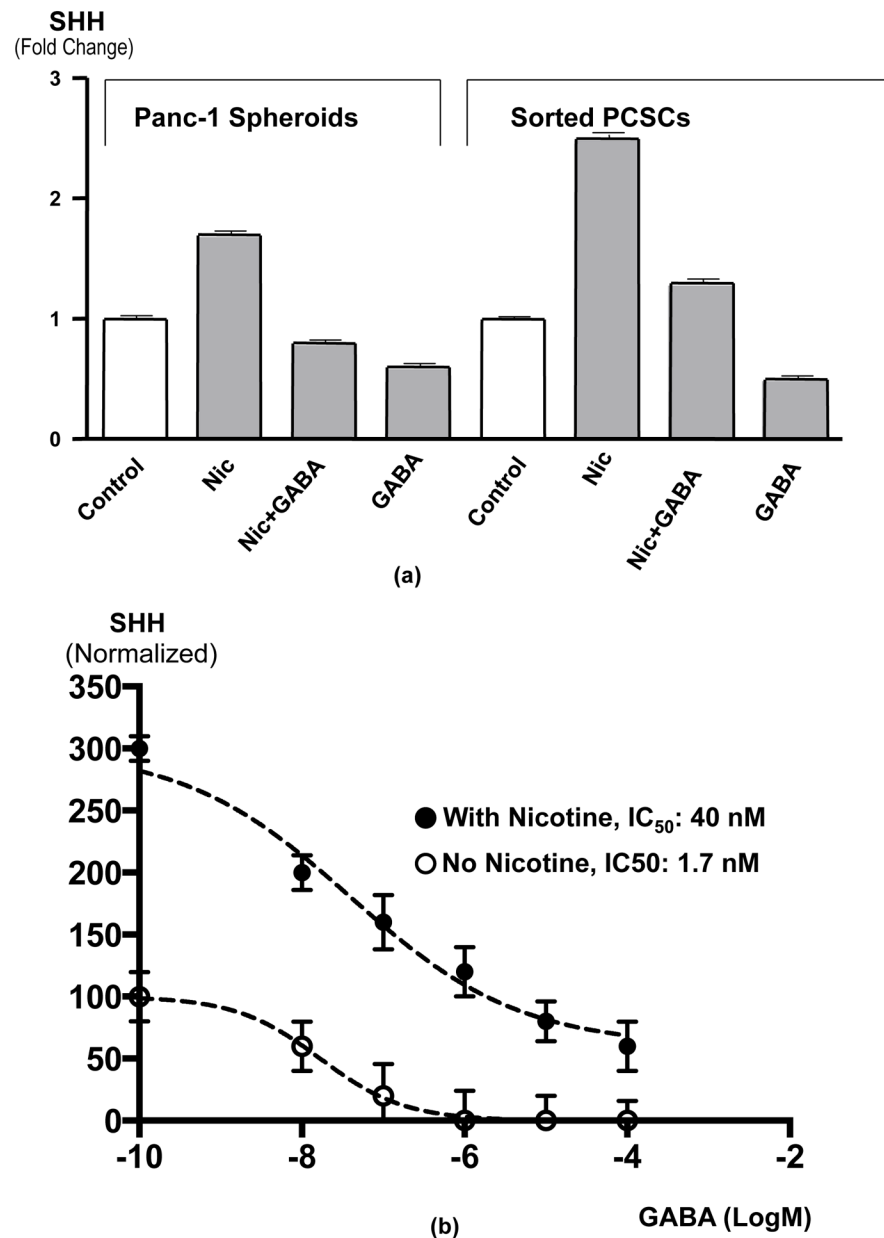 SHH
(Fold Change)
3
Panc-1 Spheroids
Sorted PCSCs
2
1
0
Control
Nic
Nic+GABA
GABA
Control
Nic
Nic+GABA
GABA
(a)
SHH
(Normalized)
350
300
250
With Nicotine, IC50: 40 nM
200
No Nicotine, IC50: 1.7 nM
150
100
50
0
-10
-8
-6
-4
-2
GABA (LogM)
(b)